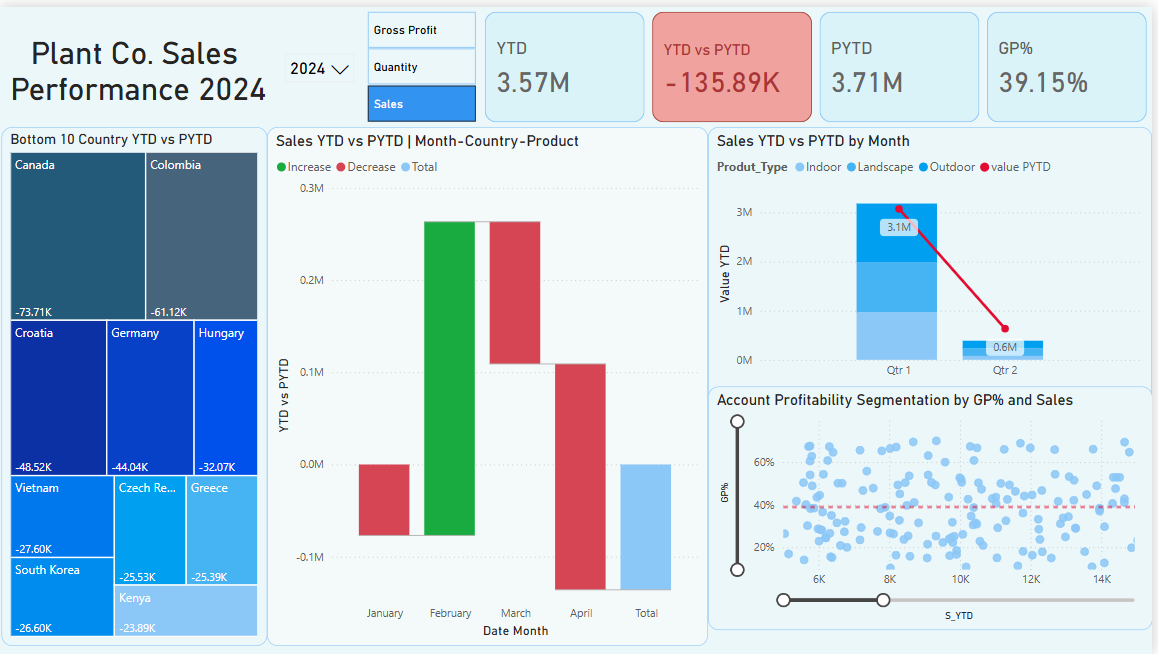 Plant Co. Sales
Performance 2024
2024
Gross Profit
Quantity
Sales
YTD
3.57M
YTD vs PYTD
-135.89K
PYTD
3.71M
GP%
39.15%
Bottom 10 Country YTD vs PYTD
Canada
-73.71K
Colombia
-61.12K
Croatia
-48.52K
Germany
-44.04K
Hungary
-32.07K
Vietnam
-27.60K
South Korea
-26.60K
Czech Re...
-25.53K
Greece
-25.39K
Kenya
-23.89K
Sales YTD vs PYTD | Month-Country-Product
Increase Decrease Total
YTD vs PYTD
0.3M
0.2M
0.1M
0.0M
-0.1M
January February March April Total
Date Month
Sales YTD vs PYTD by Month
Produt_Type Indoor Landscape Outdoor value PYTD
Value YTD
3M
2M
1M
0M
3.1M
0.6M
Qtr 1 Qtr 2
Account Profitability Segmentation by GP% and Sales
GP%
60%
40%
20%
6K 8K 10K 12K 14K
S_YTD